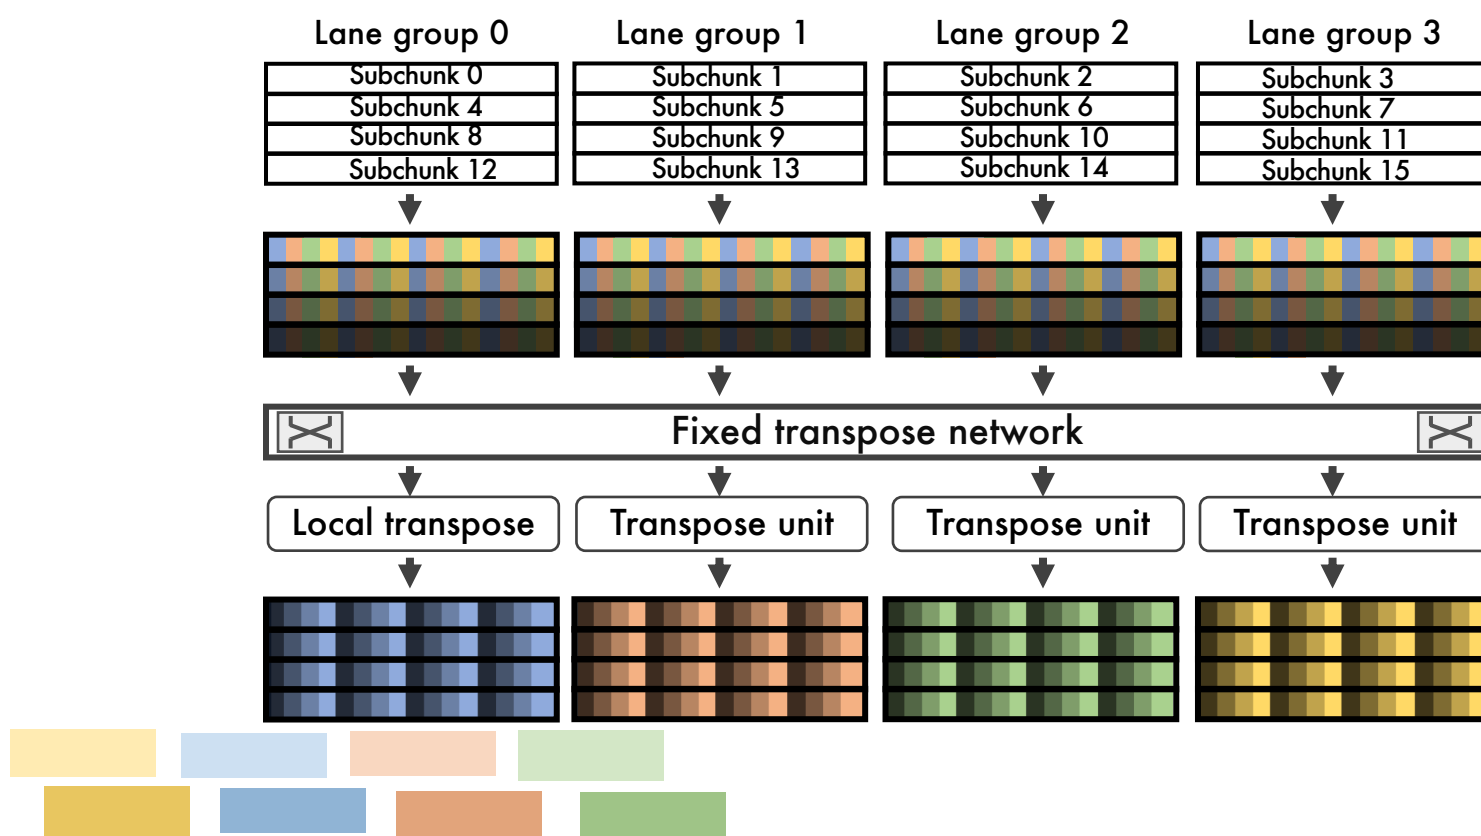 Lane group 0 Lane group 1 Lane group 2 Lane group 3
Subchunk 0 Subchunk 1 Subchunk 2 Subchunk 3
Subchunk 4 Subchunk 5 Subchunk 6 Subchunk 7
Subchunk 8 Subchunk 9 Subchunk 10 Subchunk 11
Subchunk 12 Subchunk 13 Subchunk 14 Subchunk 15
Fixed transpose network
Local transpose Transpose unit Transpose unit Transpose unit